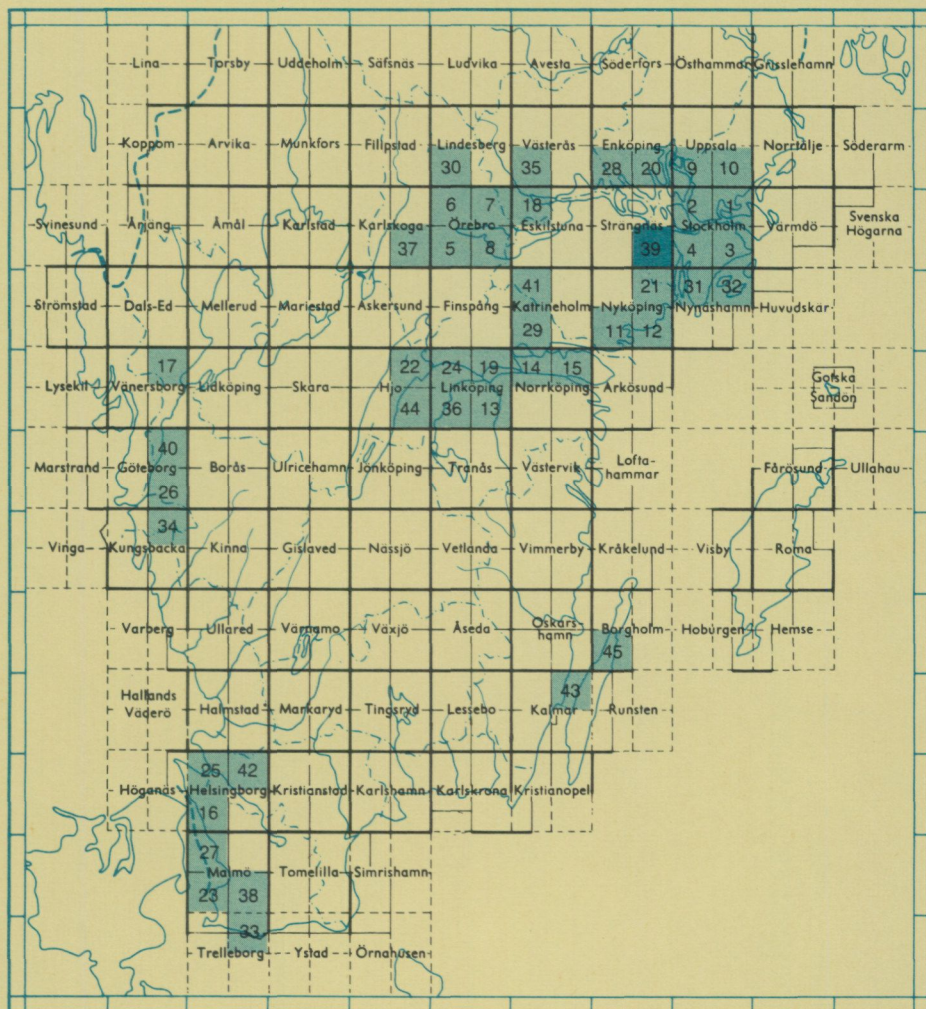 Lina Torsby Uddeholm Säfsnäs Ludvika Avesta Söderfors Östhammar Grisslehamn
Koppom Arvika Munkfors Filipstad Lindesberg Västerås Enköping Uppsala Norrtälje Söderarm
30 35 28 20 9 10
6 7 18 2 1
Svinesund Årjäng Åmål Karlstad Karlskoga Örebro Eskilstuna Strängnäs Stockholm Värmdö Svenska
Högarna
37 5 8 39 4 3
41 21 31 32
Strömstad Dals-Ed Mellerud Mariestad Askersund Finspång Katrineholm Nyköping Nynäshamn Huvudskär
29 11 12
17 22 24 19 14 15
Lysekil Vänersborg Lidköping Skara Hjo Linköping Norrköping Arkösund Gotska
Sandön
44 36 13
40
Marstrand Göteborg Borås Ulricehamn Jönköping Tranås Västervik Lofta-
hammar Fårösund Ullahau
26
34
Vinga Kungsbacka Kinna Gislaved Nässjö Vetlanda Vimmerby Kråkelund Visby Roma
Varberg Ullared Värnamo Växjö Åseda Oskars-
hamn Borgholm Hoburgen Hemse
45
43
Hallands
Väderö Halmstad Markaryd Tingsryd Lessebo Kalmar Runsten
25 42
Höganäs Helsingborg Kristianstad Karlshamn Karlskrona Kristianopel
16
27
Malmö Tomelilla Simrishamn
23 38
33
Trelleborg Ystad Örnahusen